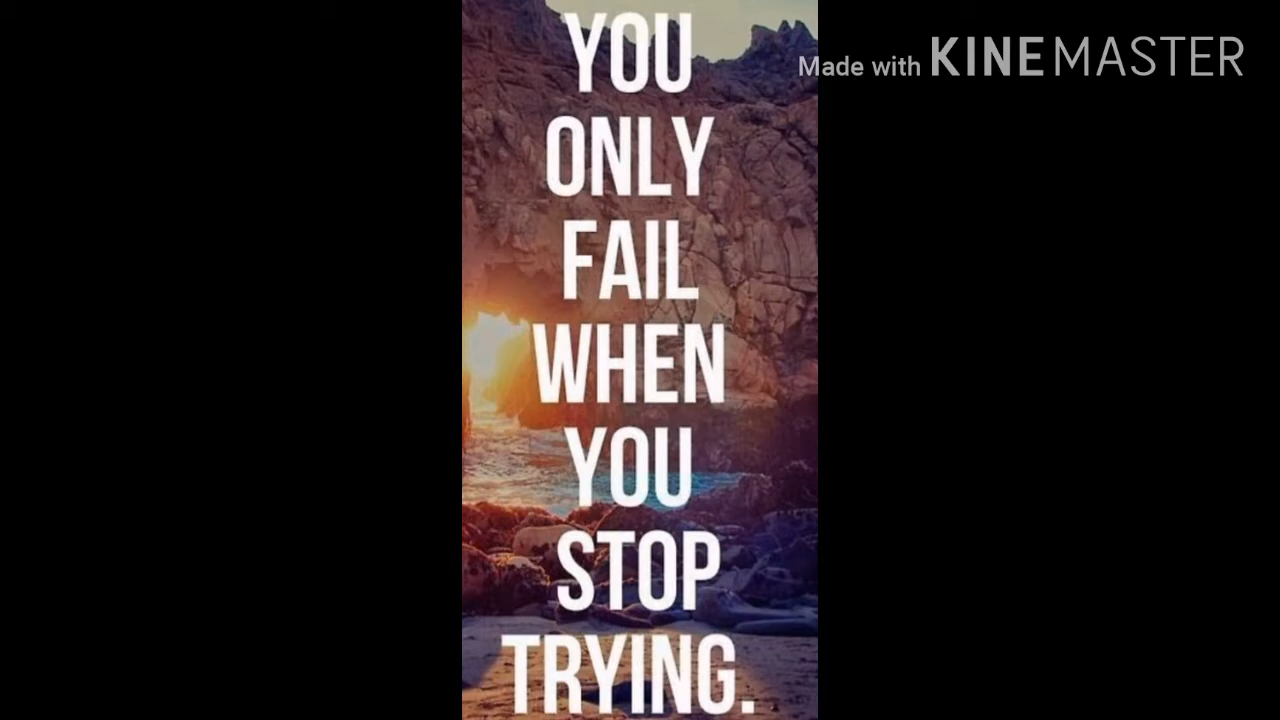 YOU
Made with KINEMASTER
ONLY
FAIL
WHEN
YOU
STOP
TRYING.